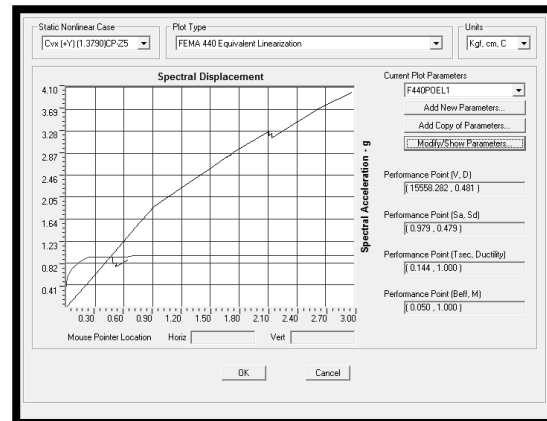 Static Nonlinear Case
Plot Type
Units
Cvx (+Y) (1.3790)CP-Z5
FEMA 440 Equivalent Linearization
Kgf, cm, C
Spectral Displacement
Current Plot Parameters
F440POEL1
Add New Parameters...
Add Copy of Parameters...
Modify/Show Parameters...
4.10
3.69
3.28
2.87
2.46
2.05
1.64
1.23
0.82
0.41
Spectral Acceleration - g
Performance Point (V, D)
( 15558.282 , 0.481 )
Performance Point (Sa, Sd)
( 0.979 , 0.479 )
Performance Point (Tsec, Ductility)
( 0.144 , 1.000 )
Performance Point (Beff, M)
( 0.050 , 1.000 )
0.30 0.60 0.90 1.20 1.50 1.80 2.10 2.40 2.70 3.00
Mouse Pointer Location Horiz Vert
OK Cancel